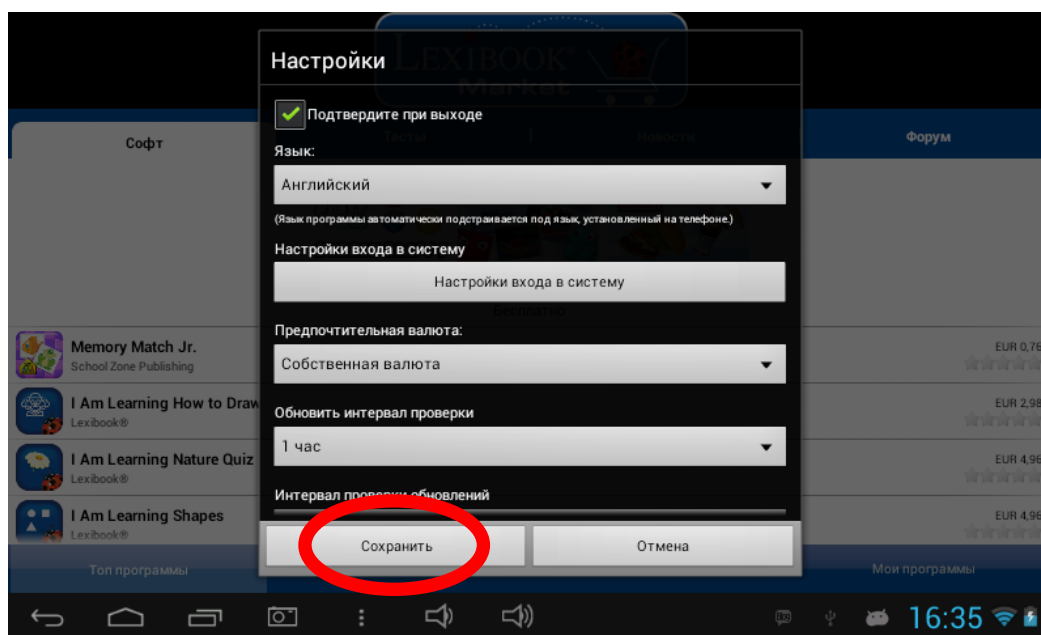 LEXIBOOK®
Market
Настройки
Подтвердите при выходе
Софт
Тесты
Новости
Форум
Язык:
Английский
(Язык программы автоматически подстраивается под язык, установленный на телефоне.)
Настройки входа в систему
Настройки входа в систему
Бесплатно
Предпочтительная валюта:
Собственная валюта
Memory Match Jr.
School Zone Publishing
EUR 0,76
I Am Learning How to Draw
Lexibook®
EUR 2,98
Обновить интервал проверки
1 час
I Am Learning Nature Quiz
Lexibook®
EUR 4,96
Интервал проверки обновлений
I Am Learning Shapes
Lexibook®
EUR 4,96
Сохранить
Отмена
Топ программы
Мои программы
16:35